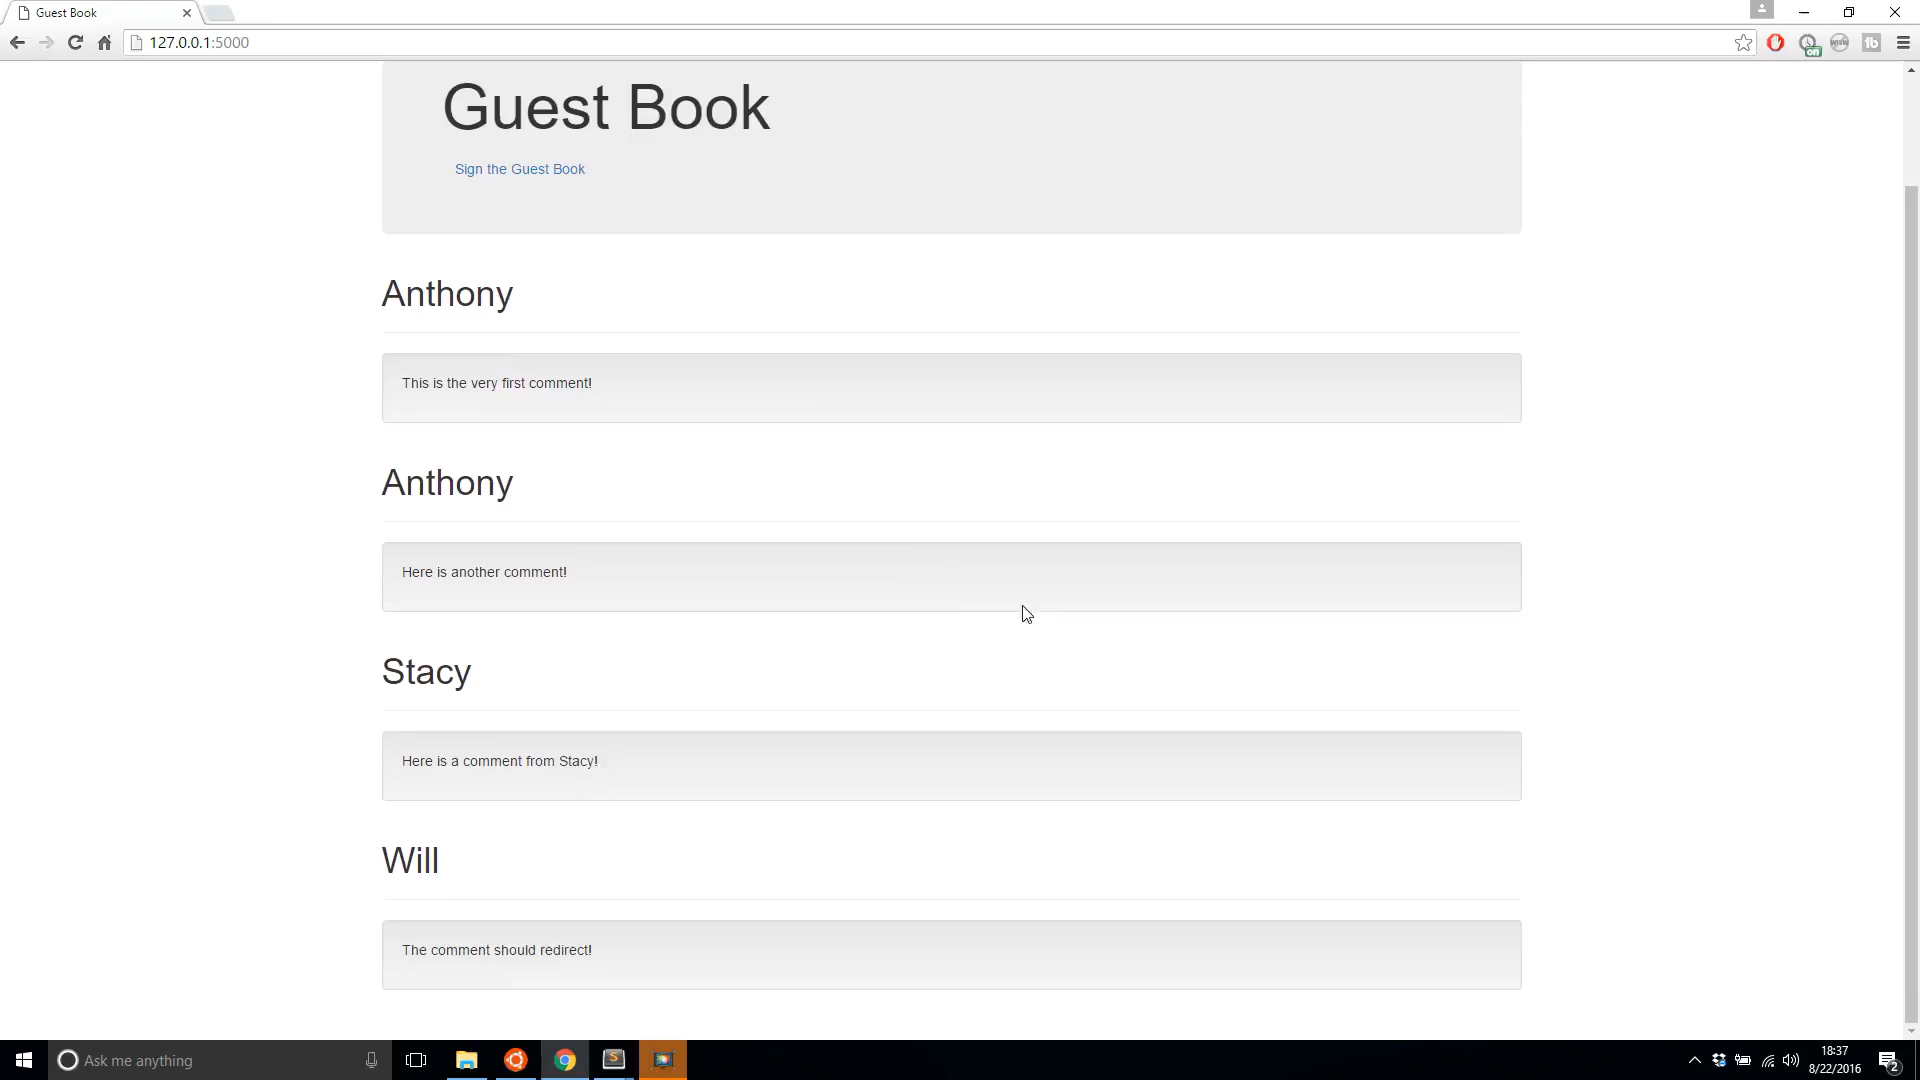 Guest Book
127.0.0.1:5000
on
Guest Book
Sign the Guest Book
Anthony
This is the very first comment!
Anthony
Here is another comment!
Stacy
Here is a comment from Stacy!
Will
The comment should redirect!
Ask me anything
S
18:37
8/22/2016
2